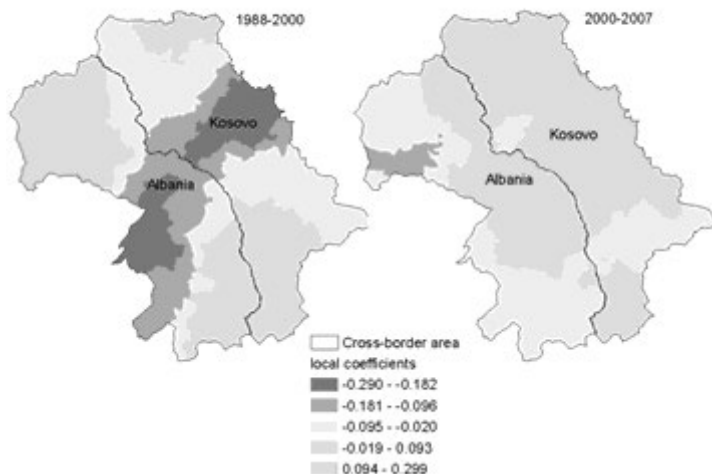 1988-2000
2000-2007
Kosovo
Albania
Kosovo
Albania
Cross-border area
local coefficients
-0.290 - -0.182
-0.181 - -0.096
-0.095 - -0.020
-0.019 - 0.093
0.094 - 0.299